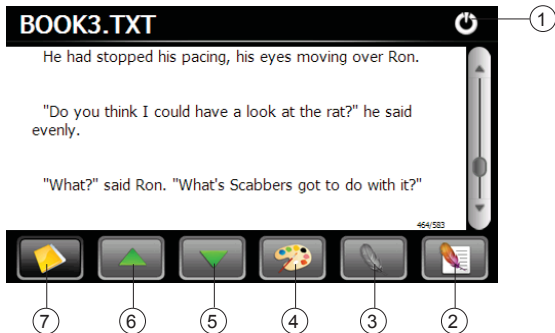 BOOK3.TXT
1
He had stopped his pacing, his eyes moving over Ron.
"Do you think I could have a look at the rat?" he said
evenly.
"What?" said Ron. "What's Scabbers got to do with it?"
464/583
7 6 5 4 3 2